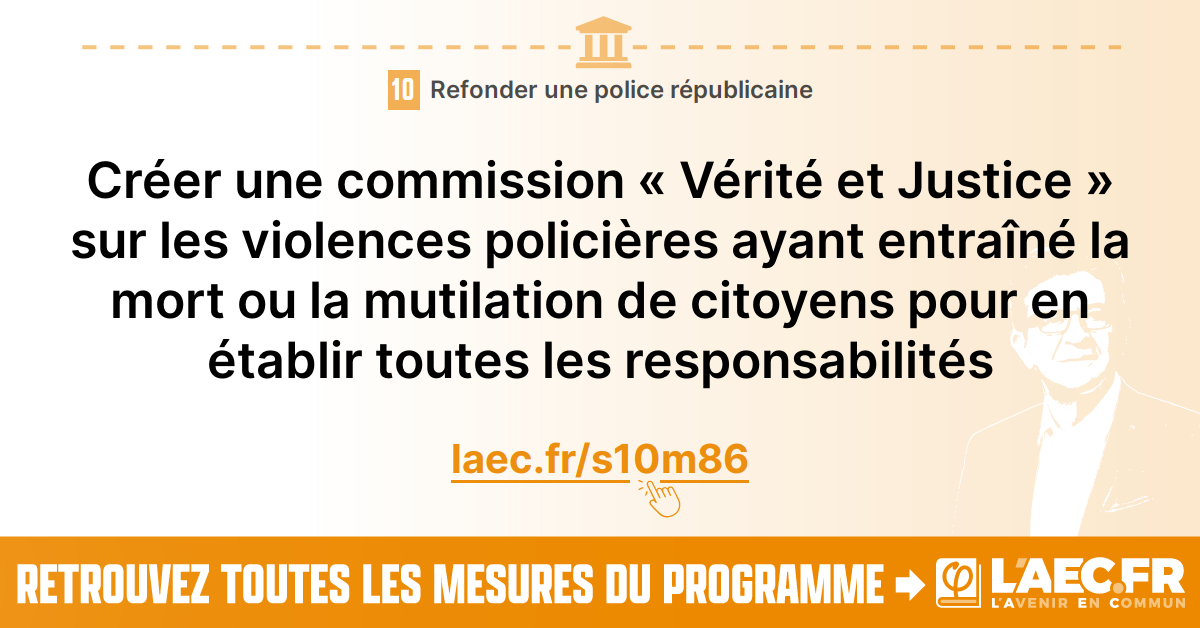 10 Refonder une police républicaine
Créer une commission « Vérité et Justice »
sur les violences policières ayant entraîné la
mort ou la mutilation de citoyens pour en
établir toutes les responsabilités
laec.fr/s10m86
RETROUVEZ TOUTES LES MESURES DU PROGRAMME
φ L'AEC.FR
L'AVENIR EN COMMUN